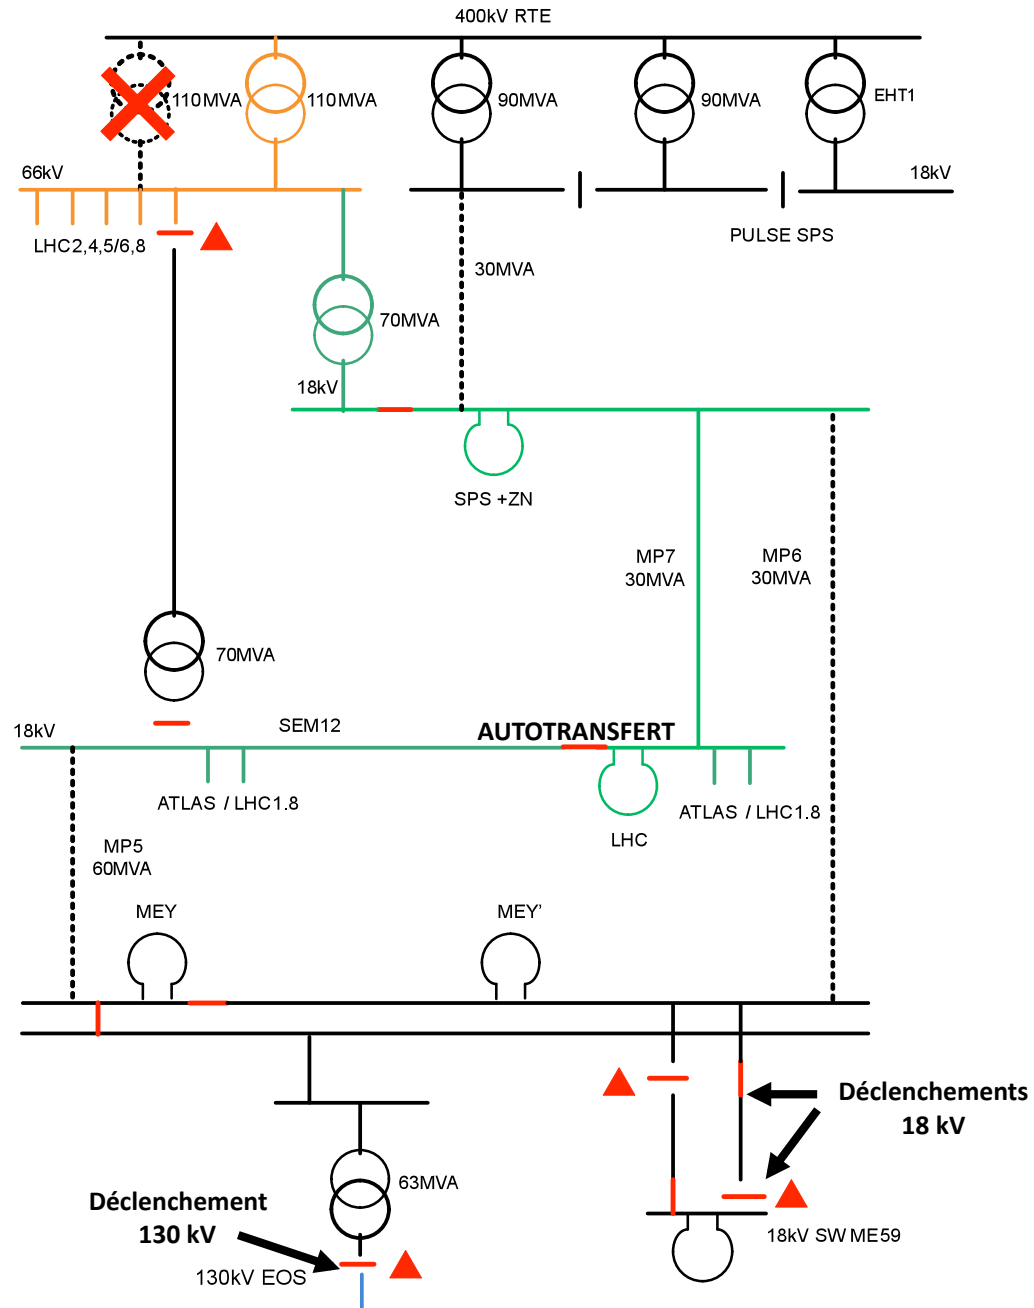 400kV RTE
110MVA
110MVA
90MVA
90MVA
EHT1
66kV
18kV
LHC2,4,5/6,8
PULSE SPS
30MVA
70MVA
18kV
SPS +ZN
MP7
30MVA
MP6
30MVA
70MVA
18kV
SEM12
AUTOTRANSFERT
ATLAS / LHC1.8
ATLAS / LHC1.8
LHC
MP5
60MVA
MEY
MEY’
Déclenchements
18 kV
63MVA
Déclenchement
130 kV
18kV SW ME59
130kV EOS